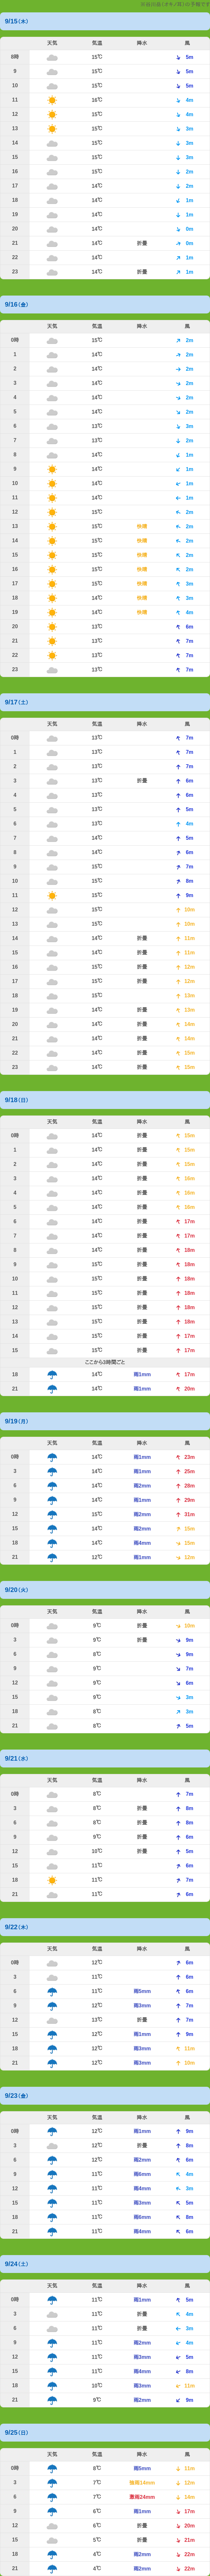 9/15(木)
天気 気温 降水 風
8時 15℃ 5m
9 15℃ 5m
10 15℃ 5m
11 16℃ 4m
12 15℃ 4m
13 15℃ 3m
14 15℃ 3m
15 15℃ 3m
16 15℃ 2m
17 14℃ 2m
18 14℃ 1m
19 14℃ 1m
20 14℃ 0m
21 14℃ 折畳 0m
22 14℃ 1m
23 14℃ 折畳 1m
9/16(金)
天気 気温 降水 風
0時 15℃ 2m
1 14℃ 2m
2 14℃ 2m
3 14℃ 2m
4 14℃ 2m
5 14℃ 2m
6 13℃ 3m
7 13℃ 2m
8 14℃ 1m
9 14℃ 1m
10 14℃ 1m
11 14℃ 1m
12 15℃ 2m
13 15℃ 快晴 2m
14 15℃ 快晴 2m
15 15℃ 快晴 2m
16 15℃ 快晴 2m
17 15℃ 快晴 3m
18 14℃ 快晴 3m
19 14℃ 快晴 4m
20 13℃ 6m
21 13℃ 7m
22 13℃ 7m
23 13℃ 7m
9/17(土)
天気 気温 降水 風
0時 13℃ 7m
1 13℃ 7m
2 13℃ 7m
3 13℃ 折畳 6m
4 13℃ 6m
5 13℃ 5m
6 13℃ 4m
7 14℃ 5m
8 14℃ 6m
9 15℃ 7m
10 15℃ 8m
11 15℃ 9m
12 15℃ 10m
13 15℃ 10m
14 14℃ 折畳 11m
15 14℃ 折畳 11m
16 15℃ 折畳 12m
17 15℃ 折畳 12m
18 15℃ 13m
19 14℃ 折畳 13m
20 14℃ 折畳 14m
21 14℃ 折畳 14m
22 14℃ 折畳 15m
23 14℃ 折畳 15m
9/18(日)
天気 気温 降水 風
0時 14℃ 折畳 15m
1 14℃ 折畳 15m
2 14℃ 折畳 15m
3 14℃ 折畳 16m
4 14℃ 折畳 16m
5 14℃ 折畳 16m
6 14℃ 折畳 17m
7 14℃ 折畳 17m
8 14℃ 折畳 18m
9 15℃ 折畳 18m
10 15℃ 折畳 18m
11 15℃ 折畳 18m
12 15℃ 折畳 18m
13 15℃ 折畳 18m
14 15℃ 折畳 17m
15 15℃ 折畳 17m
ここから3時間ごと
18 14℃ 雨1mm 17m
21 14℃ 雨1mm 20m
9/19(月)
天気 気温 降水 風
0時 14℃ 雨1mm 23m
3 14℃ 雨1mm 25m
6 14℃ 雨2mm 28m
9 14℃ 雨1mm 29m
12 15℃ 雨2mm 31m
15 14℃ 雨2mm 15m
18 14℃ 雨4mm 15m
21 12℃ 雨1mm 12m
9/20(火)
天気 気温 降水 風
0時 9℃ 折畳 10m
3 9℃ 折畳 9m
6 8℃ 9m
9 9℃ 7m
12 9℃ 6m
15 9℃ 3m
18 8℃ 3m
21 8℃ 5m
9/21(水)
天気 気温 降水 風
0時 8℃ 7m
3 8℃ 折畳 8m
6 8℃ 折畳 8m
9 9℃ 折畳 6m
12 10℃ 折畳 5m
15 11℃ 6m
18 11℃ 7m
21 11℃ 6m
9/22(木)
天気 気温 降水 風
0時 12℃ 6m
3 11℃ 6m
6 11℃ 雨5mm 6m
9 12℃ 雨3mm 7m
12 13℃ 折畳 7m
15 12℃ 雨1mm 9m
18 12℃ 雨3mm 11m
21 12℃ 雨3mm 10m
9/23(金)
天気 気温 降水 風
0時 12℃ 雨1mm 9m
3 12℃ 折畳 8m
6 12℃ 雨2mm 6m
9 11℃ 雨6mm 4m
12 11℃ 雨4mm 3m
15 11℃ 雨3mm 5m
18 11℃ 雨6mm 8m
21 11℃ 雨4mm 6m
9/24(土)
天気 気温 降水 風
0時 11℃ 雨1mm 5m
3 11℃ 折畳 4m
6 11℃ 折畳 3m
9 11℃ 雨2mm 4m
12 11℃ 雨3mm 5m
15 11℃ 雨4mm 8m
18 10℃ 雨3mm 11m
21 9℃ 雨2mm 9m
9/25(日)
天気 気温 降水 風
0時 8℃ 雨5mm 11m
3 7℃ 強雨14mm 12m
6 7℃ 豪雨24mm 14m
9 6℃ 雨1mm 17m
12 6℃ 折畳 20m
15 5℃ 折畳 21m
18 4℃ 雨2mm 22m
21 4℃ 雨2mm 22m